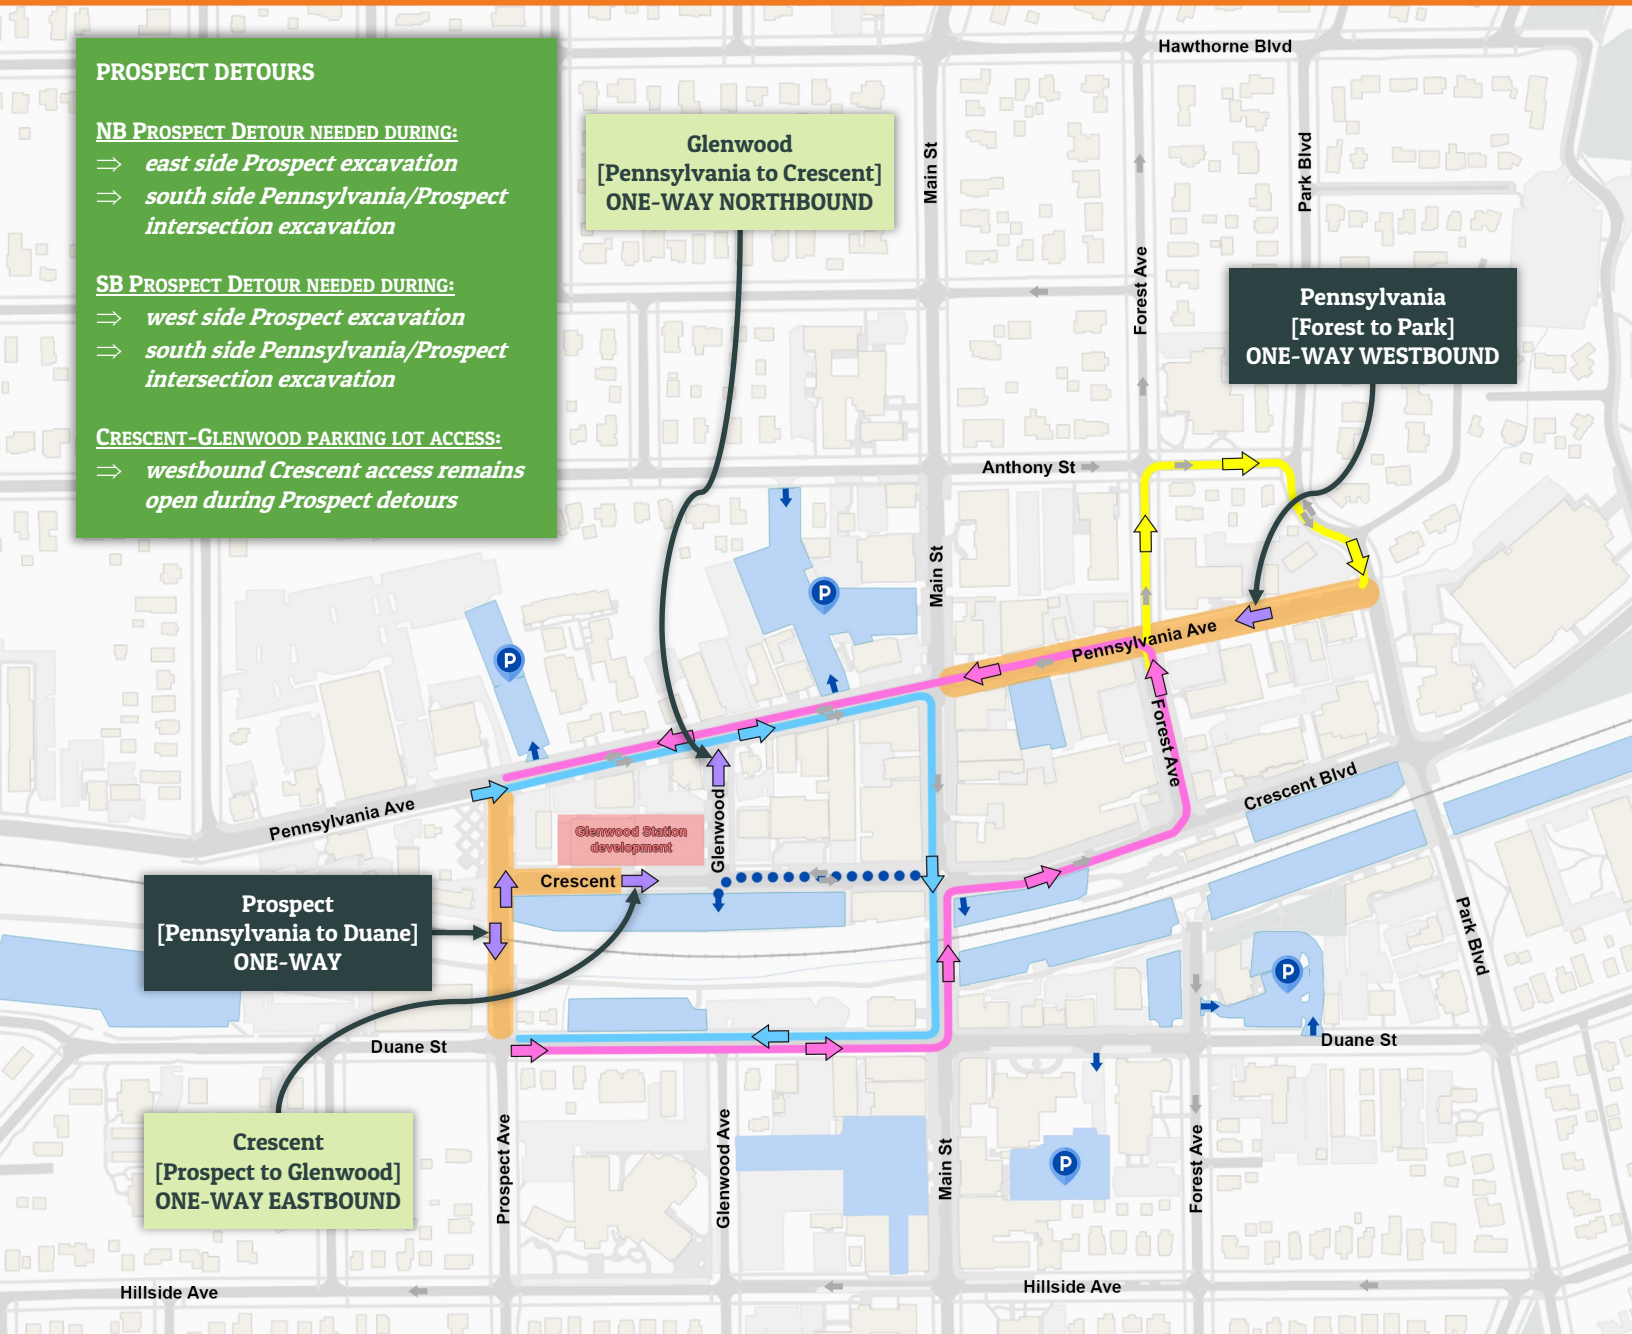 Hawthorne Blvd
PROSPECT DETOURS
NB PROSPECT DETOUR NEEDED DURING:
⇒ east side Prospect excavation
⇒ south side Pennsylvania/Prospect
intersection excavation
SB PROSPECT DETOUR NEEDED DURING:
⇒ west side Prospect excavation
⇒ south side Pennsylvania/Prospect
intersection excavation
CRESCENT-GLENWOOD PARKING LOT ACCESS:
⇒ westbound Crescent access remains
open during Prospect detours
Glenwood
[Pennsylvania to Crescent]
ONE-WAY NORTHBOUND
Main St
Park Blvd
Forest Ave
Pennsylvania
[Forest to Park]
ONE-WAY WESTBOUND
Anthony St
Main St
P
P
Pennsylvania Ave
Forest Ave
Crescent Blvd
Pennsylvania Ave
Glenwood Station
development
Glenwood
Crescent
Prospect
[Pennsylvania to Duane]
ONE-WAY
Park Blvd
P
Duane St
Duane St
Crescent
[Prospect to Glenwood]
ONE-WAY EASTBOUND
Prospect Ave
Glenwood Ave
Main St
P
Forest Ave
Hillside Ave
Hillside Ave